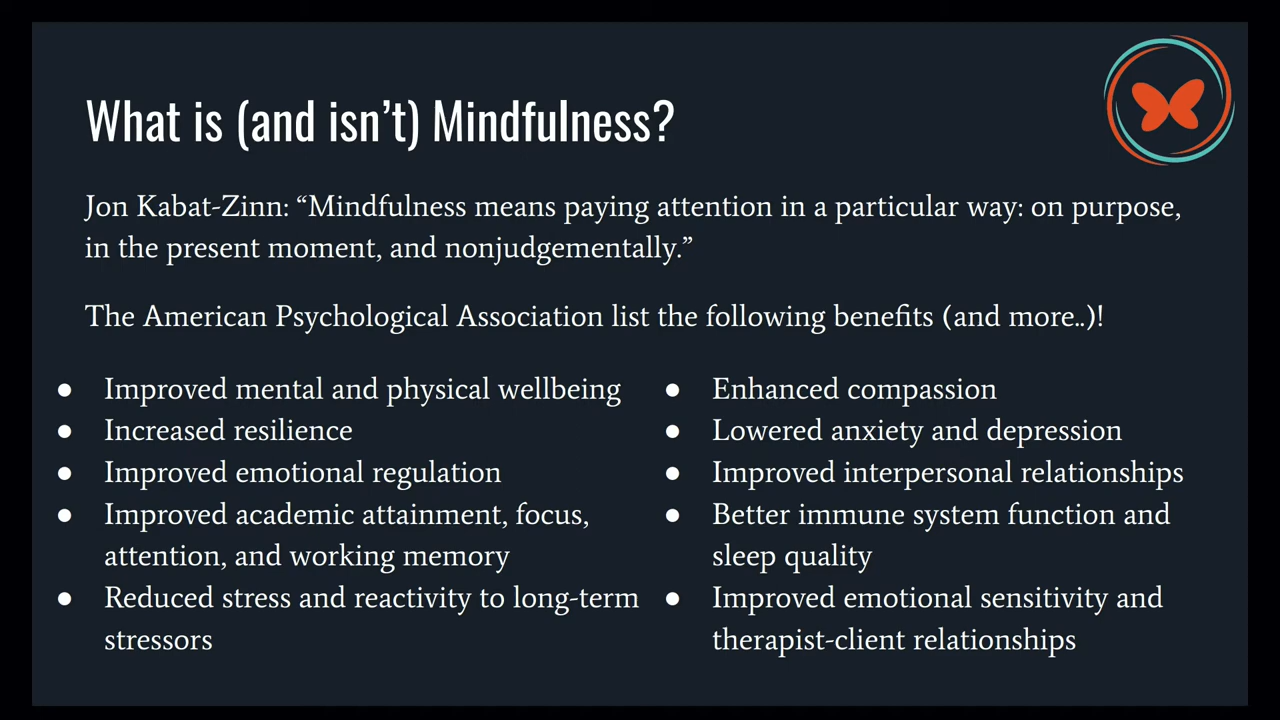 What is (and isn’t) Mindfulness?
Jon Kabat-Zinn: “Mindfulness means paying attention in a particular way: on purpose,
in the present moment, and nonjudgementally.”
The American Psychological Association list the following benefits (and more..)!
● Improved mental and physical wellbeing
● Increased resilience
● Improved emotional regulation
● Improved academic attainment, focus,
attention, and working memory
● Reduced stress and reactivity to long-term
stressors
● Enhanced compassion
● Lowered anxiety and depression
● Improved interpersonal relationships
● Better immune system function and
sleep quality
● Improved emotional sensitivity and
therapist-client relationships